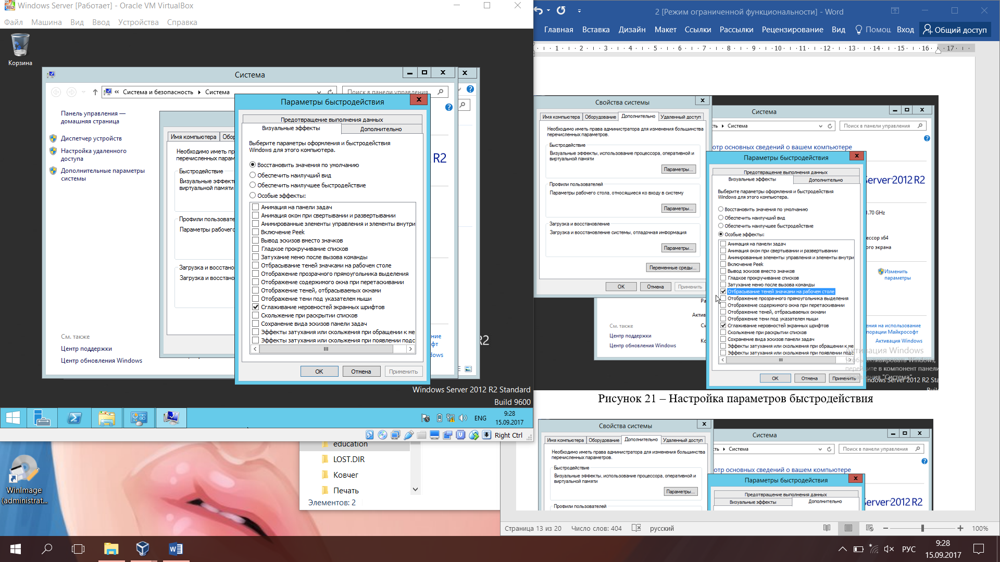 Windows Server [Работает] - Oracle VM VirtualBox
Файл Машина Вид Ввод Устройства Справка
Корзина
Система
Система и безопасность Система
Поиск в панели управления
Панель управления —
домашняя страница
Диспетчер устройств
Настройка удаленного
доступа
Дополнительные параметры
системы
См. также
Центр поддержки
Центр обновления Windows
Имя компьютера Обор
Необходимо иметь пр
перечисленных парам
Быстродействие
Визуальные эффекты
виртуальной памяти
Профили пользовате
Параметры рабочего
Загрузка и восстано
Загрузка и восстано
Параметры быстродействия
Предотвращение выполнения данных
Визуальные эффекты Дополнительно
Выберите параметры оформления и быстродействия
Windows для этого компьютера.
Восстановить значения по умолчанию
Обеспечить наилучший вид
Обеспечить наилучшее быстродействие
Особые эффекты:
Анимация на панели задач
Анимация окон при свертывании и развертывании
Анимированные элементы управления и элементы внутри
Включение Peek
Вывод эскизов вместо значков
Гладкое прокручивание списков
Затухание меню после вызова команды
Отбрасывание теней значками на рабочем столе
Отображение прозрачного прямоугольника выделения
Отображение содержимого окна при перетаскивании
Отображение теней, отбрасываемых окнами
Отображение тени под указателем мыши
Сглаживание неровностей экранных шрифтов
Скольжение при раскрытии списков
Сохранение вида эскизов панели задач
Эффекты затухания или скольжения при обращении к ме
Эффекты затухания или скольжения при появлении подс
ОК Отмена Применить
R2
ние
фт
dows
R2
Windows Server 2012 R2 Standard
Build 9600
ENG
9:28
15.09.2017
Right Ctrl
education
LOST.DIR
Ковчег
Печать
Элементов: 2
WinImage
(administrat...
2 [Режим ограниченной функциональности] - Word
Главная Вставка Дизайн Макет Ссылки Рассылки Рецензирование Вид Помощ Вход Общий доступ
1 2 3 4 5 6 7 8 9 10 11 12 13 14 15 16 17
Свойства системы
Имя компьютера Оборудование Дополнительно Удаленный доступ
Необходимо иметь права администратора для изменения большинства
перечисленных параметров.
Быстродействие
Визуальные эффекты, использование процессора, оперативной и
виртуальной памяти
Параметры...
Профили пользователей
Параметры рабочего стола, относящиеся ко входу в систему
Параметры...
Загрузка и восстановление
Загрузка и восстановление системы, отладочная информация
Параметры...
Переменные среды...
ОК Отмена Применить
Система
ть Система
Поиск в панели управления
отр основных сведений о вашем компьютере
Параметры быстродействия
Предотвращение выполнения данных
Визуальные эффекты Дополнительно
Выберите параметры оформления и быстродействия
Windows для этого компьютера.
Восстановить значения по умолчанию
Обеспечить наилучший вид
Обеспечить наилучшее быстродействие
Особые эффекты:
Анимация на панели задач
Анимация окон при свертывании и развертывании
Анимированные элементы управления и элементы внутри
Включение Peek
Вывод эскизов вместо значков
Гладкое прокручивание списков
Затухание меню после вызова команды
Отбрасывание теней значками на рабочем столе
Отображение прозрачного прямоугольника выделения
Отображение содержимого окна при перетаскивании
Отображение теней, отбрасываемых окнами
Отображение тени под указателем мыши
Сглаживание неровностей экранных шрифтов
Скольжение при раскрытии списков
Сохранение вида эскизов панели задач
Эффекты затухания или скольжения при обращении к ме
Эффекты затухания или скольжения при появлении подс
ОК Отмена Применить
erver 2012 R2
.70 GHz
ессор x64
ого экрана
Изменить
параметры
ния на использование
порации Майкрософт
Активация Windows
См. также
Центр поддержки
Центр обновления Windows
Активация Windows
Чтобы активировать Windows,
перейдите в компонент панели
управления "Система".
indows Server 2012 R2 Sta
Рисунок 21 – Настройка параметров быстродействия
Свойства системы
Имя компьютера Оборудование Дополнительно Удаленный доступ
Необходимо иметь права администратора для изменения большинства
перечисленных параметров.
Быстродействие
Визуальные эффекты, использование процессора, оперативной и
виртуальной памяти
Параметры...
Профили пользователей
Система
ть Система
Поиск в панели управления
отр основных сведений о вашем компьютере
Параметры быстродействия
Предотвращение выполнения данных
Визуальные эффекты Дополнительно
erver 2012 R2
Страница 13 из 20 Число слов: 404 русский
100%
РУС
9:28
15.09.2017